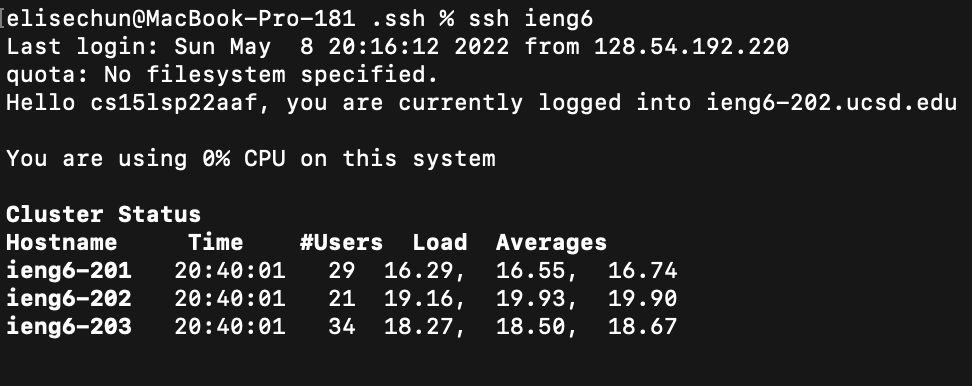 [elisechun@MacBook-Pro-181 .ssh % ssh ieng6
Last login: Sun May  8 20:16:12 2022 from 128.54.192.220
quota: No filesystem specified.
Hello cs15lsp22aaf, you are currently logged into ieng6-202.ucsd.edu
You are using 0% CPU on this system
Cluster Status
Hostname     Time    #Users  Load  Averages
ieng6-201   20:40:01   29  16.29,  16.55,  16.74
ieng6-202   20:40:01   21  19.16,  19.93,  19.90
ieng6-203   20:40:01   34  18.27,  18.50,  18.67